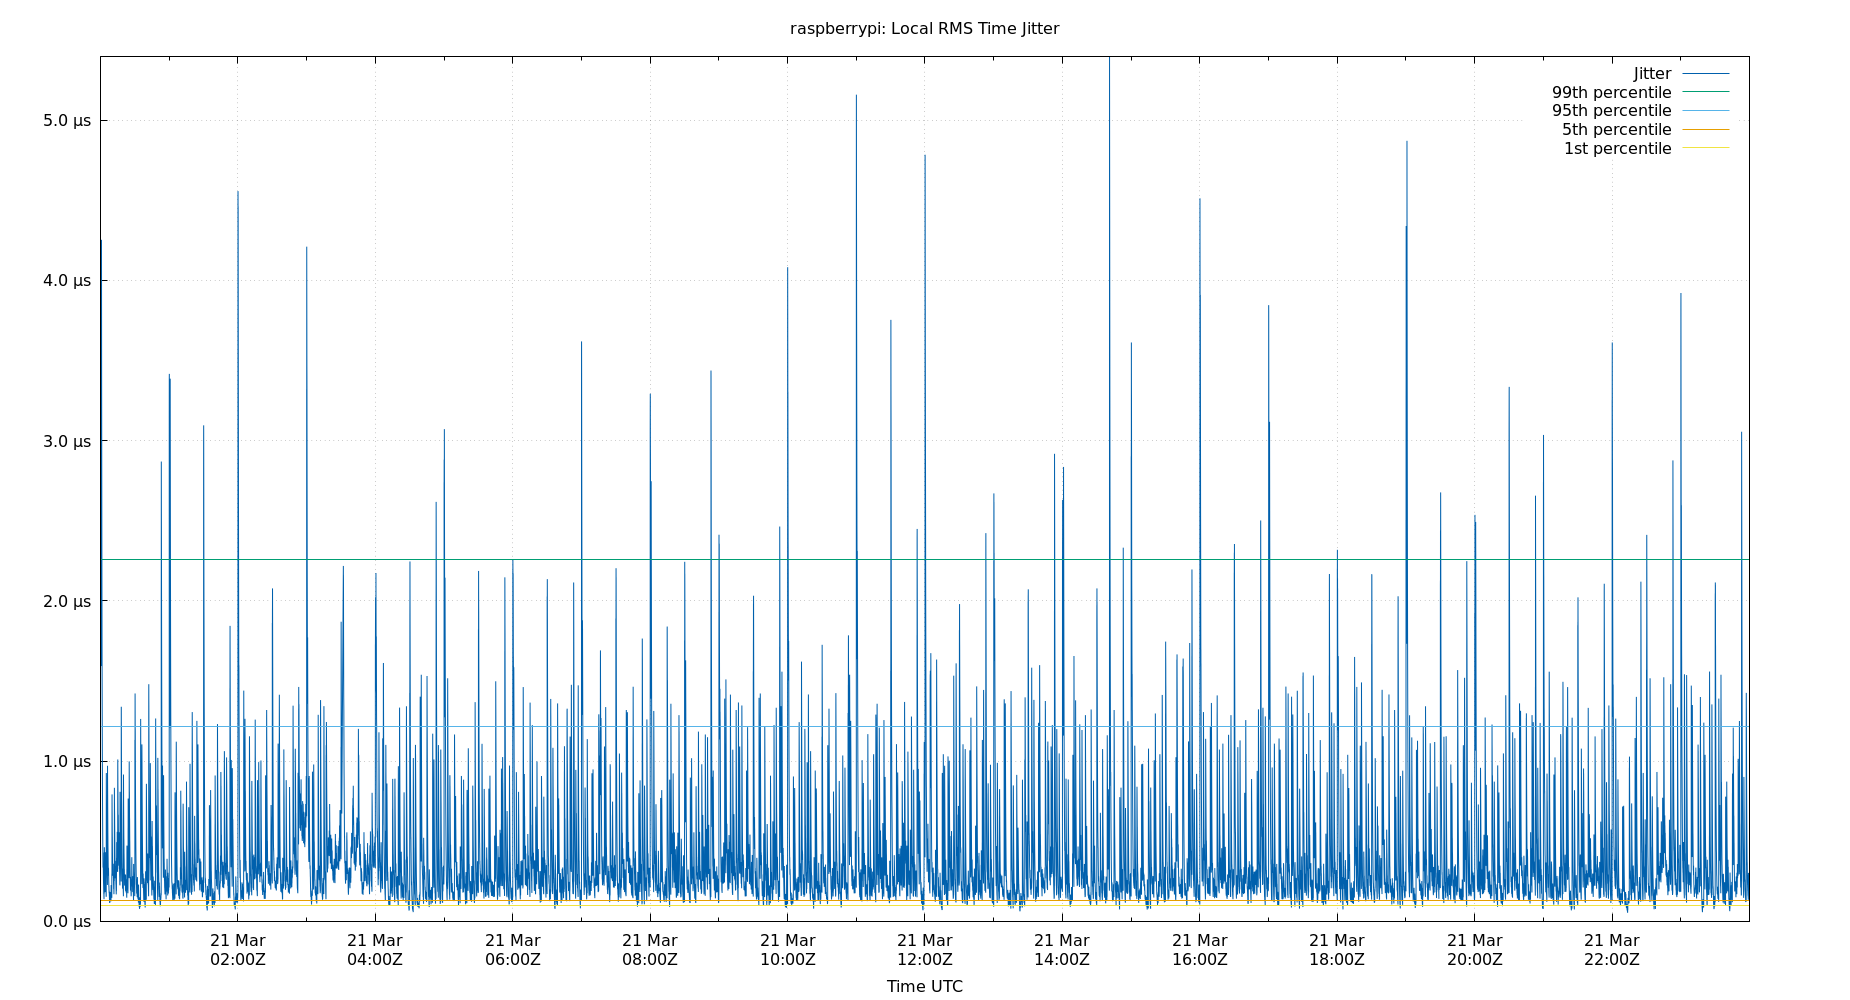 raspberrypi: Local RMS Time Jitter
Jitter
99th percentile
95th percentile
5th percentile
1st percentile
5.0 µs
4.0 µs
3.0 µs
2.0 µs
1.0 µs
0.0 µs
21 Mar 21 Mar 21 Mar 21 Mar 21 Mar 21 Mar 21 Mar 21 Mar 21 Mar 21 Mar 21 Mar
02:00Z 04:00Z 06:00Z 08:00Z 10:00Z 12:00Z 14:00Z 16:00Z 18:00Z 20:00Z 22:00Z
Time UTC